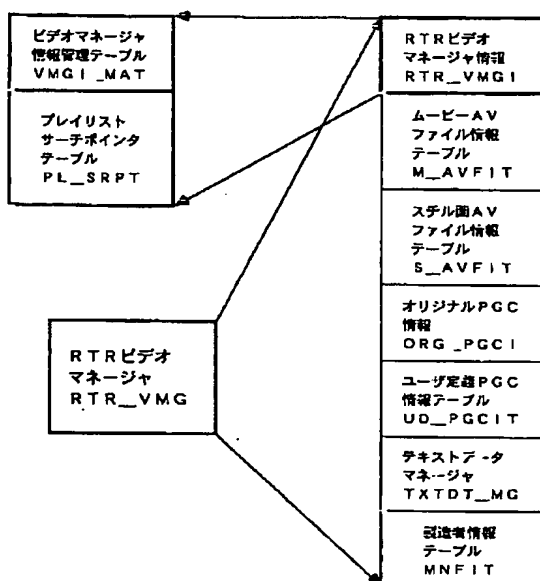 ビデオマネージャ
情報管理テーブル
VMGI_MAT
プレイリスト
サーチポインタ
テーブル
PL_SRPT
RTRビデオ
マネージャ
RTR_VMG
RTRビデオ
マネージャ情報
RTR_VMGI
ムービーAV
ファイル情報
テーブル
M_AVFIT
スチル画AV
ファイル情報
テーブル
S_AVFIT
オリジナルPGC
情報
ORG_PGCI
ユーザ定義PGC
情報テーブル
UD_PGCIT
テキストデータ
マネージャ
TXTDT_MG
製造者情報
テーブル
MNFIT